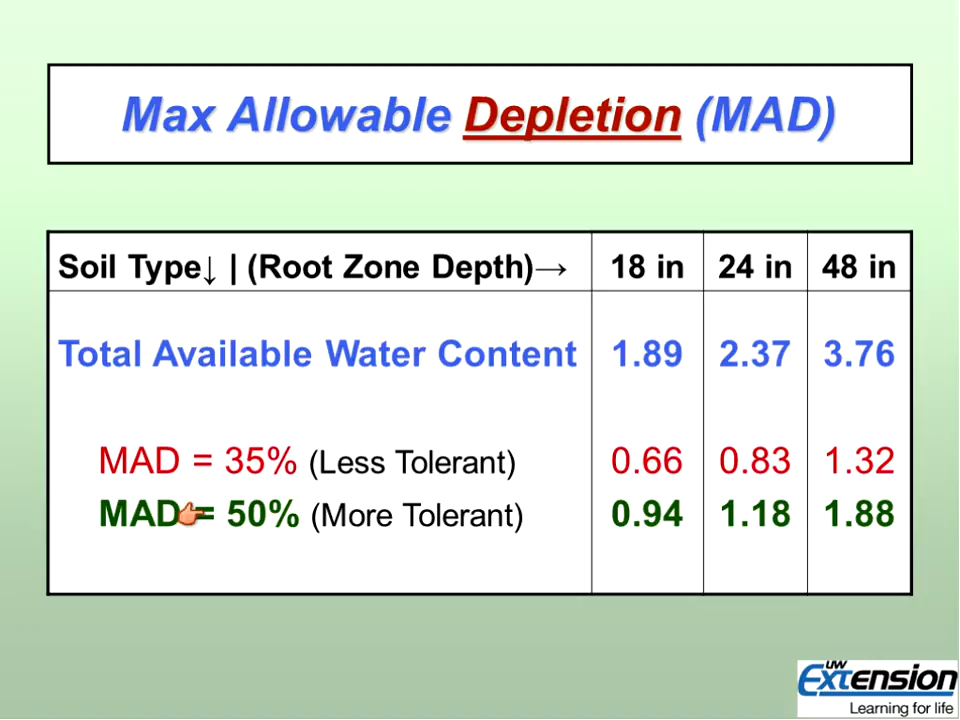 Max Allowable Depletion (MAD)
Soil Type↓ | (Root Zone Depth)→ 18 in 24 in 48 in
Total Available Water Content 1.89 2.37 3.76
MAD = 35% (Less Tolerant) 0.66 0.83 1.32
MAD = 50% (More Tolerant) 0.94 1.18 1.88
UW
Extension
Learning for life